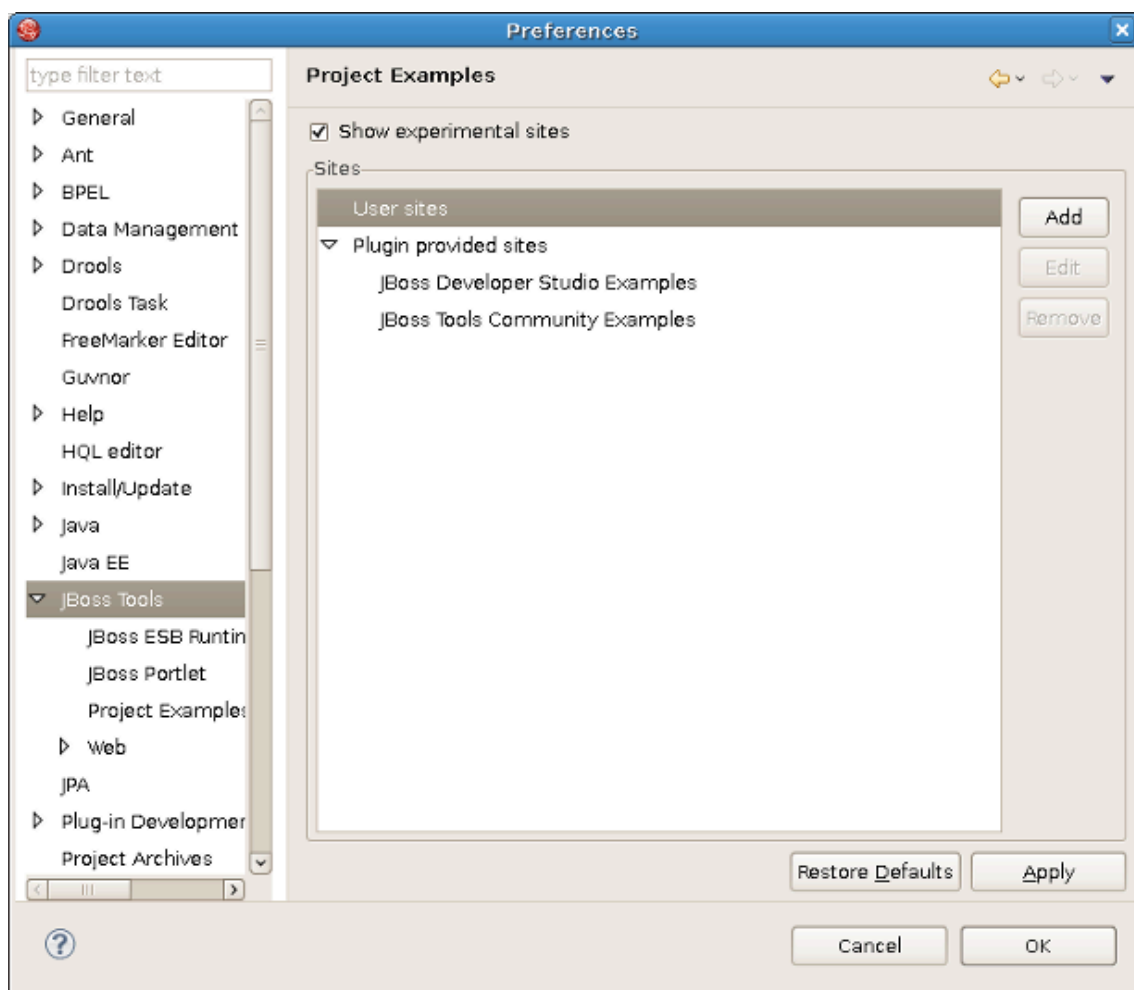 Preferences
type filter text
General
Ant
BPEL
Data Management
Drools
Drools Task
FreeMarker Editor
Guvnor
Help
HQL editor
Install/Update
Java
Java EE
JBoss Tools
JBoss ESB Runtin
JBoss Portlet
Project Examples
Web
JPA
Plug-in Developmer
Project Archives
Project Examples
Show experimental sites
Sites
User sites
Plugin provided sites
JBoss Developer Studio Examples
JBoss Tools Community Examples
Add
Edit
Remove
Restore Defaults
Apply
Cancel
OK